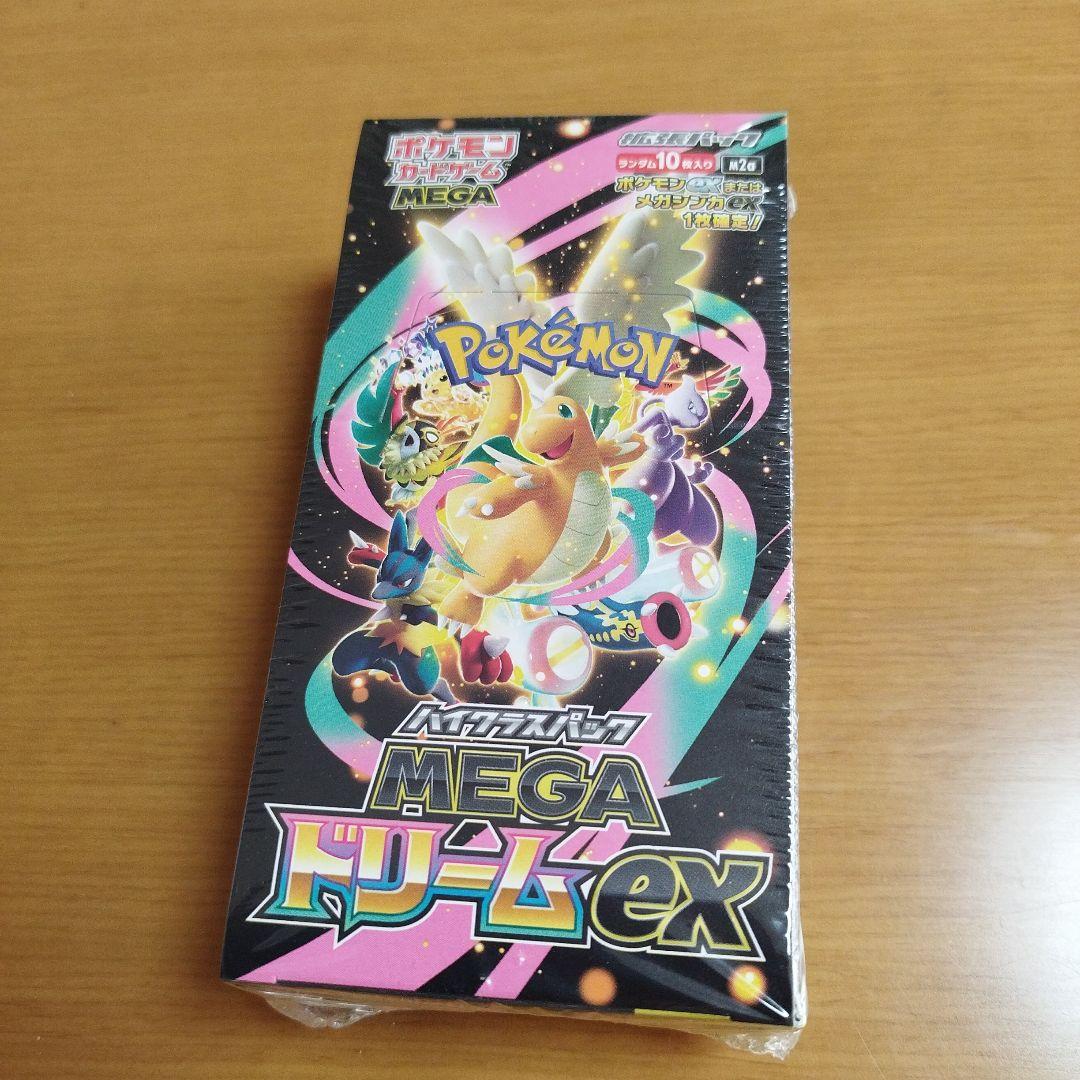 ポケモン
カードゲーム
MEGA
拡張パック
ランダム10枚入り M2a
ポケモンexまたは
メガシンカex
1枚確定!
POKéMON
TM
ハイクラスパック
MEGA
ドリームex